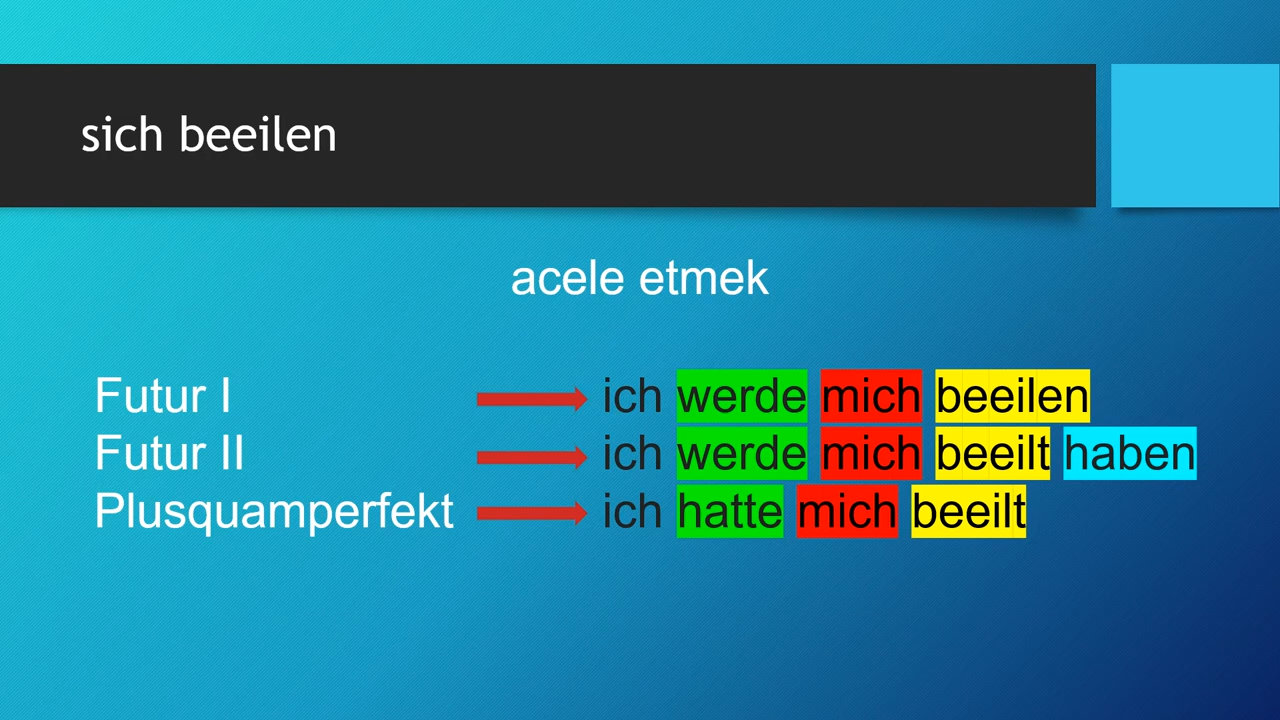 sich beeilen
acele etmek
Futur I ich werde mich beeilen
Futur II ich werde mich beeilt haben
Plusquamperfekt ich hatte mich beeilt